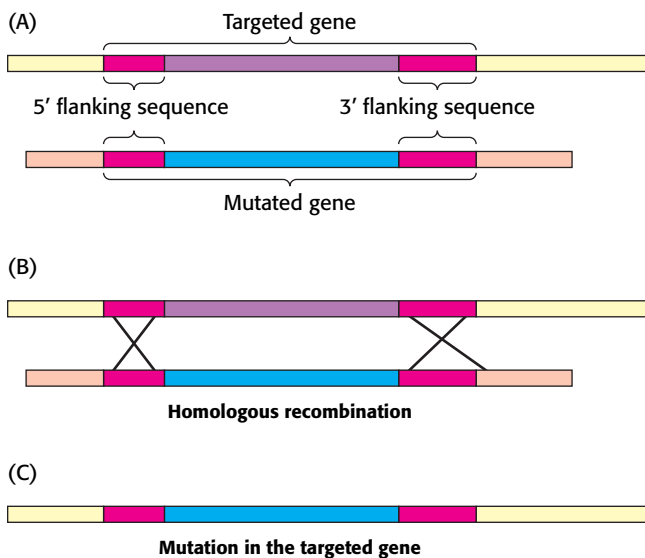 (A)
Targeted gene
5′ flanking sequence 3′ flanking sequence
Mutated gene
(B)
Homologous recombination
(C)
Mutation in the targeted gene